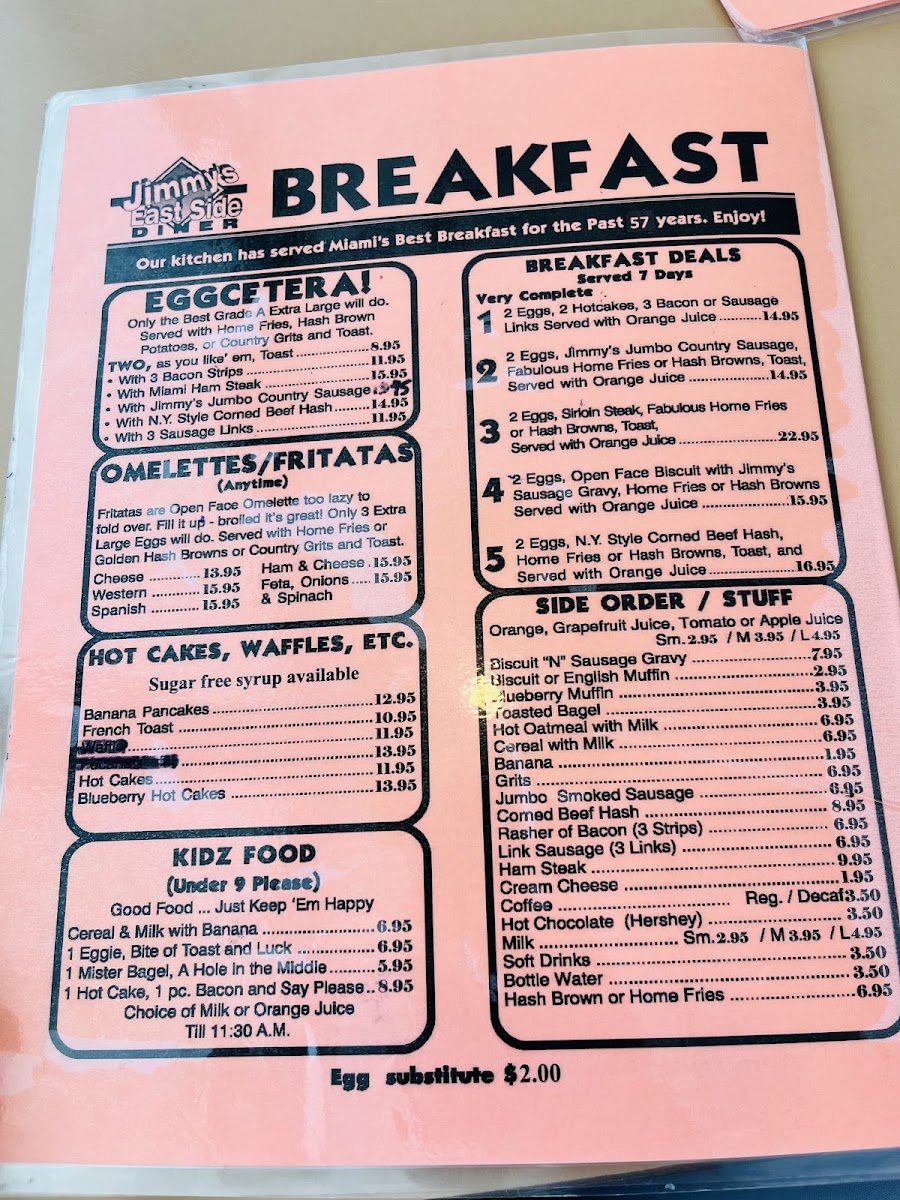 Jimmy's
East Side
DINER
BREAKFAST
Our kitchen has served Miami's Best Breakfast for the Past 57 years. Enjoy!
EGGCETERA!
Only the Best Grade A Extra Large will do.
Served with Home Fries, Hash Brown
Potatoes, or Country Grits and Toast.
TWO, as you like' em, Toast ..................8.95
• With 3 Bacon Strips ..................11.95
• With Miami Ham Steak ..................15.95
• With Jimmy's Jumbo Country Sausage
• With N.Y. Style Corned Beef Hash .......14.95
• With 3 Sausage Links ..................11.95
OMELETTES/FRITATAS
(Anytime)
Fritatas are Open Face Omelette too lazy to
fold over. Fill it up - broiled it's great! Only 3 Extra
Large Eggs will do. Served with Home Fries or
Golden Hash Browns or Country Grits and Toast.
Cheese ............13.95
Western ............15.95
Spanish ............15.95
Ham & Cheese .15.95
Feta, Onions.....15.95
& Spinach
HOT CAKES, WAFFLES, ETC.
Sugar free syrup available
Banana Pancakes ..................12.95
French Toast ..................10.95
..................11.95
..................13.95
Hot Cakes ..................11.95
Blueberry Hot Cakes ..................13.95
KIDZ FOOD
(Under 9 Please)
Good Food ... Just Keep 'Em Happy
Cereal & Milk with Banana ..................6.95
1 Eggie, Bite of Toast and Luck ..................6.95
1 Mister Bagel, A Hole in the Middle ..........5.95
1 Hot Cake, 1 pc. Bacon and Say Please..8.95
Choice of Milk or Orange Juice
Till 11:30 A.M.
BREAKFAST DEALS
Served 7 Days
Very Complete
1 2 Eggs, 2 Hotcakes, 3 Bacon or Sausage
Links Served with Orange Juice ............14.95
2 2 Eggs, Jimmy's Jumbo Country Sausage,
Fabulous Home Fries or Hash Browns, Toast,
Served with Orange Juice ..................14.95
3 2 Eggs, Sirloin Steak, Fabulous Home Fries
or Hash Browns, Toast,
Served with Orange Juice ..................22.95
4 2 Eggs, Open Face Biscuit with Jimmy's
Sausage Gravy, Home Fries or Hash Browns
Served with Orange Juice ..................15.95
5 2 Eggs, N.Y. Style Corned Beef Hash,
Home Fries or Hash Browns, Toast, and
Served with Orange Juice ..................16.95
SIDE ORDER / STUFF
Orange, Grapefruit Juice, Tomato or Apple Juice
Sm. 2.95 / M 3.95 / L 4.95
Biscuit "N" Sausage Gravy ..................7.95
Biscuit or English Muffin ..................2.95
Blueberry Muffin ..................3.95
Toasted Bagel ..................3.95
Hot Oatmeal with Milk ..................6.95
Cereal with Milk ..................6.95
Banana ..................1.95
Grits ..................6.95
Jumbo Smoked Sausage ..................6.95
Corned Beef Hash ..................8.95
Rasher of Bacon (3 Strips) ..................6.95
Link Sausage (3 Links) ..................6.95
Ham Steak ..................9.95
Cream Cheese ..................1.95
Coffee .................. Reg. / Decaf 3.50
Hot Chocolate (Hershey) ..................3.50
Milk .................. Sm. 2.95 / M 3.95 / L 4.95
Soft Drinks ..................3.50
Bottle Water ..................3.50
Hash Brown or Home Fries ..................6.95
Egg substitute $2.00